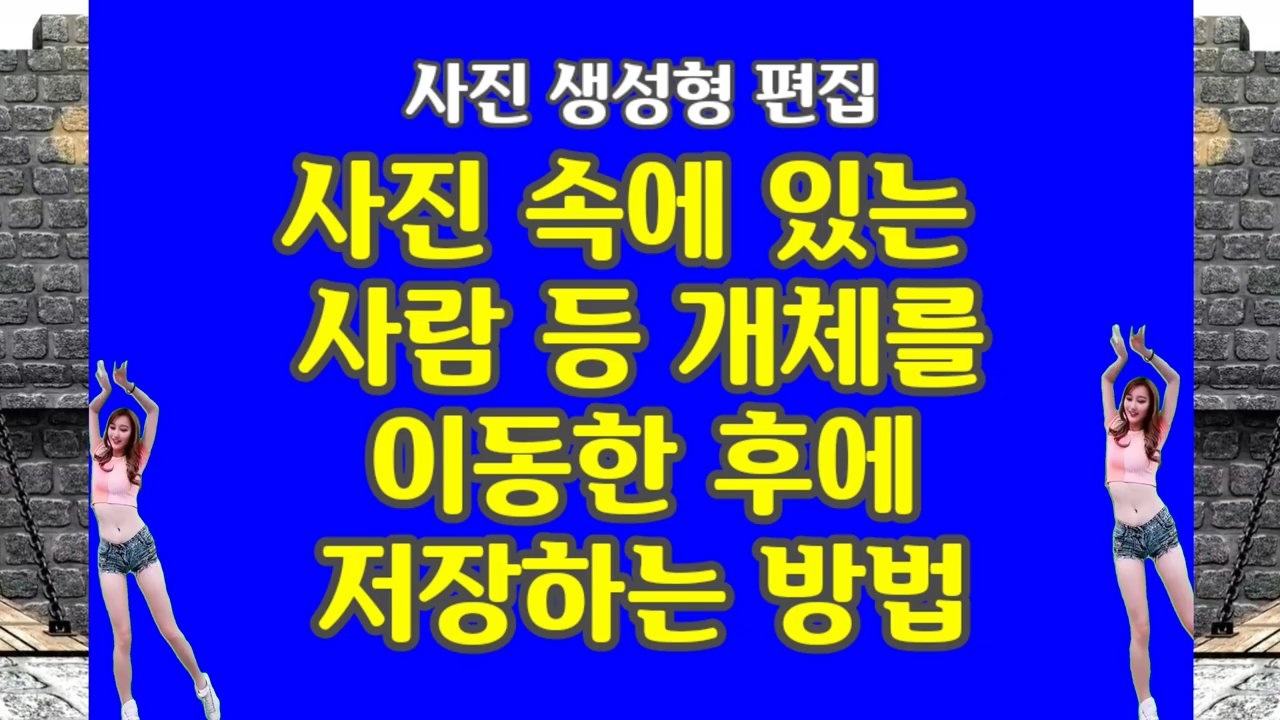 사진 생성형 편집
사진 속에 있는
사람 등 개체를
이동한 후에
저장하는 방법